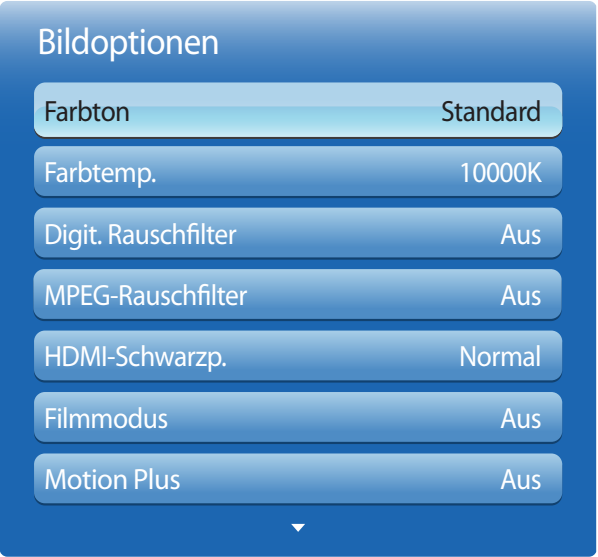 Bildoptionen
Farbton Standard
Farbtemp. 10000K
Digit. Rauschfilter Aus
MPEG-Rauschfilter Aus
HDMI-Schwarzp. Normal
Filmmodus Aus
Motion Plus Aus